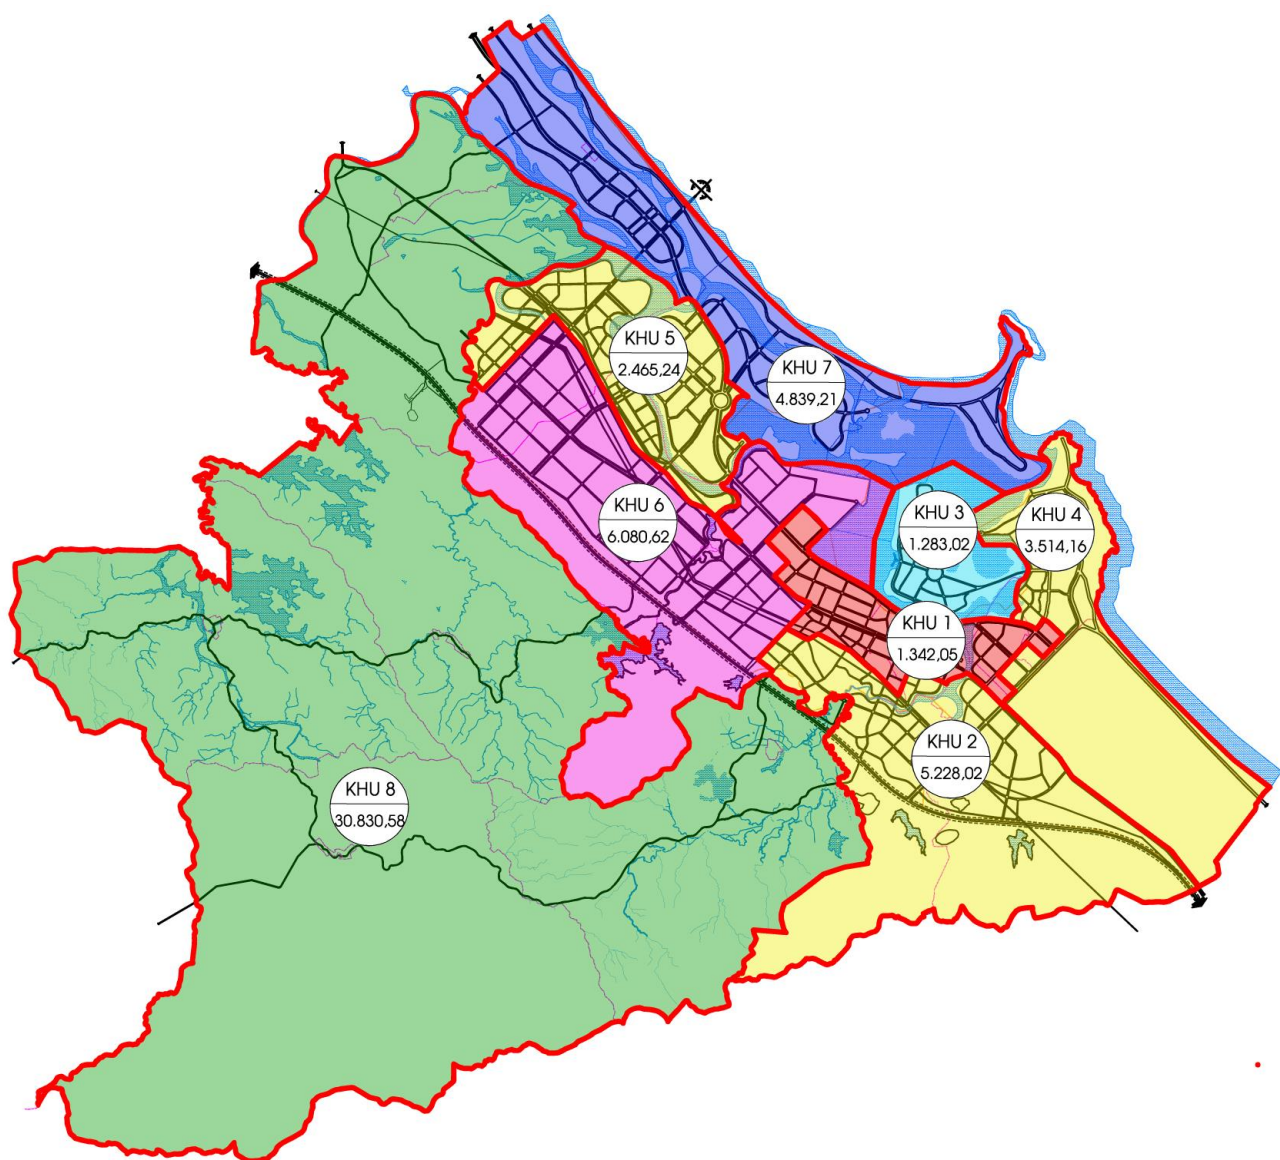 KHU 5
2.465,24
KHU 7
4.839,21
KHU 6
6.080,62
KHU 3
1.283,02
KHU 4
3.514,16
KHU 1
1.342,05
KHU 2
5.228,02
KHU 8
30.830,58